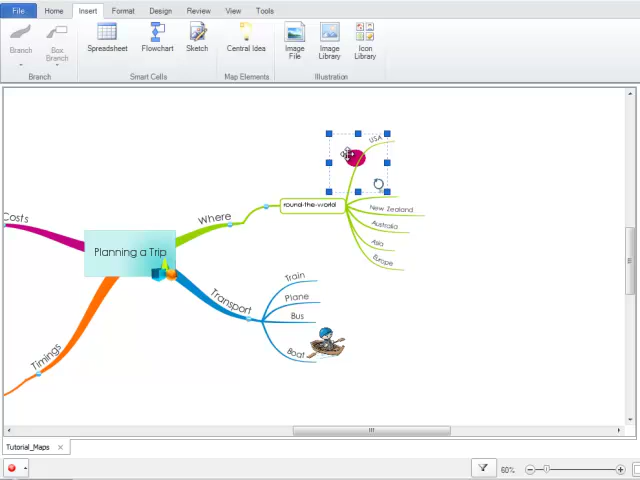 File Home Insert Format Design Review View Tools
Branch
Box
Branch
Spreadsheet
Flowchart
Sketch
Central Idea
Image
File
Image
Library
Icon
Library
Branch
Smart Cells
Map Elements
Illustration
USA
round-the-world
New Zealand
Australia
Asia
Europe
Where
Costs
Planning a Trip
Transport
Train
Plane
Bus
Boat
Timings
Tutorial_Maps
60%